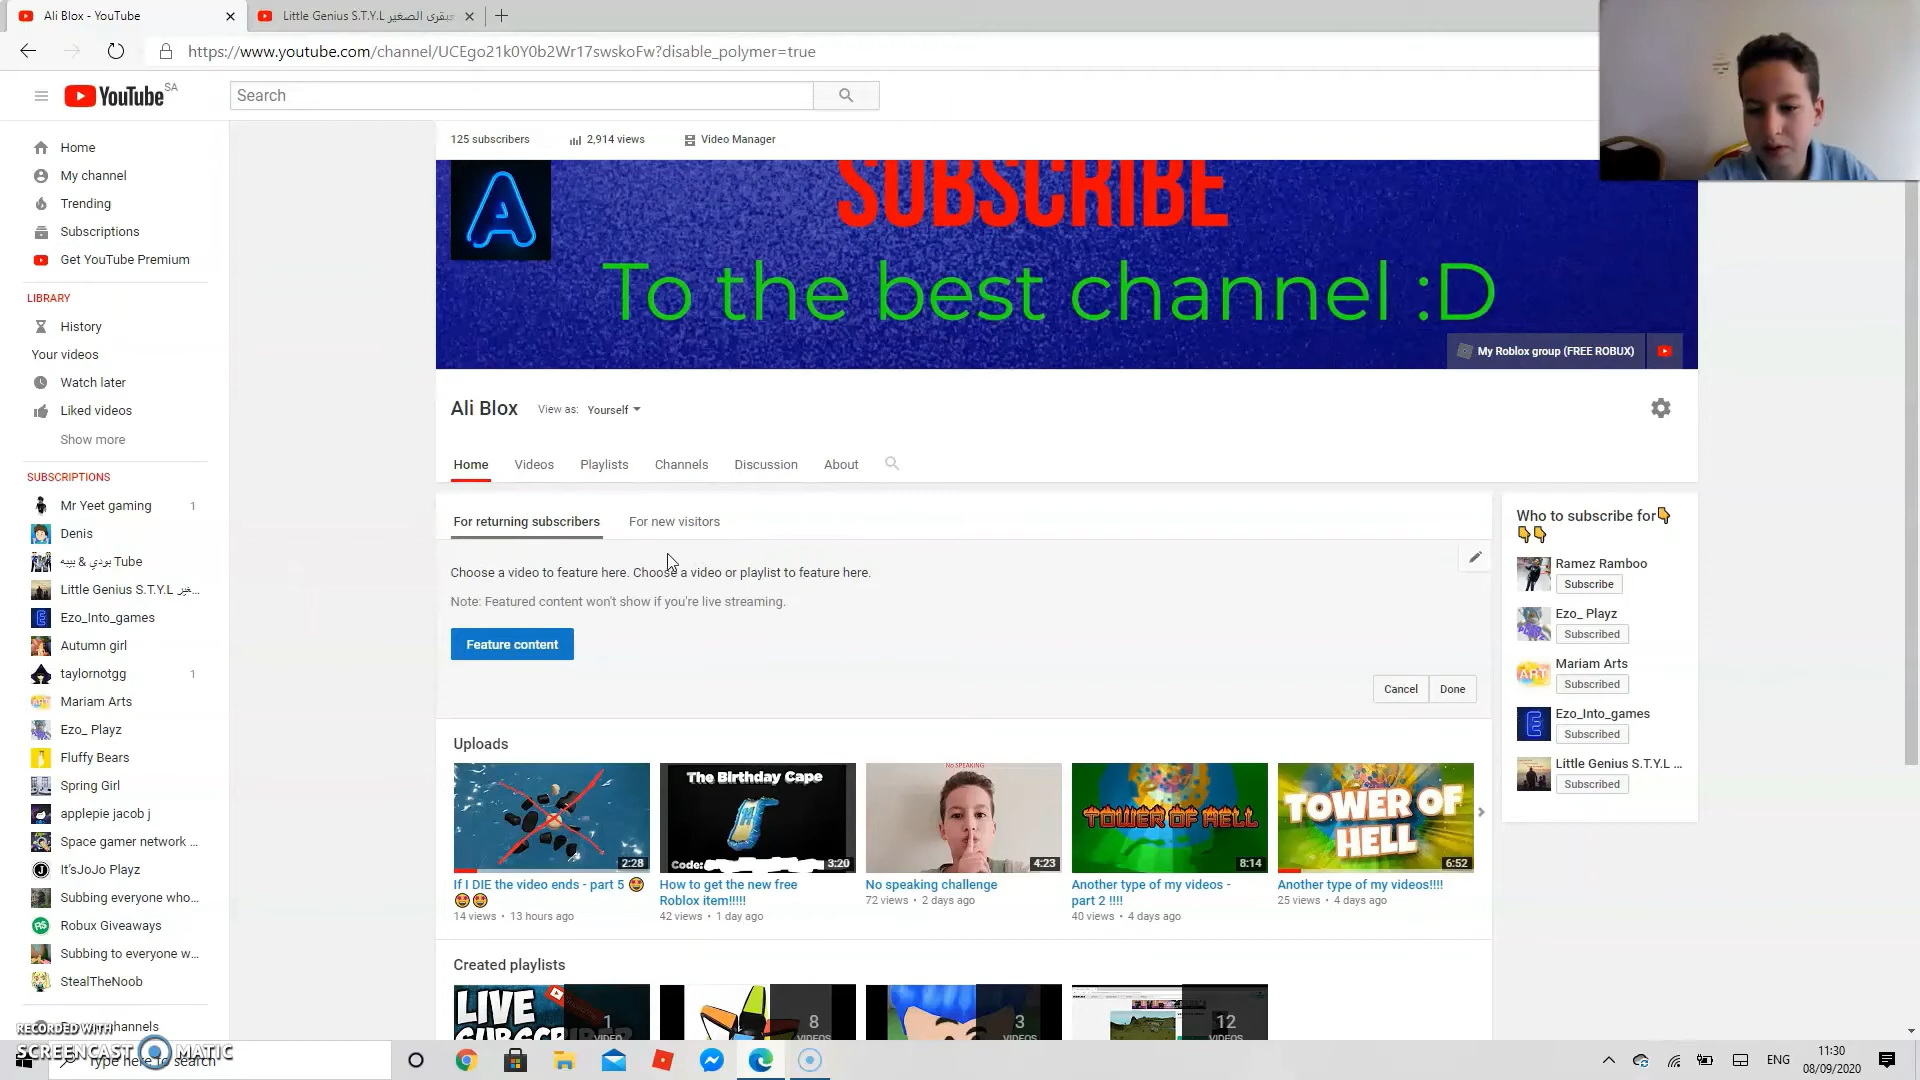 Ali Blox - YouTube
Little Genius S.T.Y.L
https://www.youtube.com/channel/UCEgo21k0Y0b2Wr17swskoFw?disable_polymer=true
YouTube SA
Search
Home
My channel
Trending
Subscriptions
Get YouTube Premium
LIBRARY
History
Your videos
Watch later
Liked videos
Show more
SUBSCRIPTIONS
Mr Yeet gaming 1
Denis
بودي & بيبه Tube
Little Genius S.T.Y.L
Ezo_Into_games
Autumn girl
taylornotgg 1
Mariam Arts
Ezo_ Playz
Fluffy Bears
Spring Girl
applepie jacob j
Space gamer network ...
It'sJoJo Playz
Subbing everyone who...
Robux Giveaways
Subbing to everyone w...
StealTheNoob
125 subscribers 2,914 views Video Manager
SUBSCRIBE
To the best channel :D
A
My Roblox group (FREE ROBUX)
Ali Blox View as: Yourself
Home Videos Playlists Channels Discussion About
For returning subscribers For new visitors
Choose a video to feature here. Choose a video or playlist to feature here.
Note: Featured content won't show if you're live streaming.
Feature content
Cancel Done
Uploads
2:28
If I DIE the video ends - part 5 🤩
🤩🤩
14 views • 13 hours ago
The Birthday Cape
Code:
3:20
How to get the new free
Roblox item!!!!!
42 views • 1 day ago
No SPEAKING
4:23
No speaking challenge
72 views • 2 days ago
TOWER OF HELL
8:14
Another type of my videos -
part 2 !!!!
40 views • 4 days ago
TOWER OF
HELL
6:52
Another type of my videos!!!!
25 views • 4 days ago
Created playlists
LIVE
1
VIDEO
8
VIDEOS
3
VIDEOS
12
VIDEOS
Who to subscribe for👇
👇👇
Ramez Ramboo
Subscribe
Ezo_ Playz
Subscribed
Mariam Arts
Subscribed
Ezo_Into_games
Subscribed
Little Genius S.T.Y.L ...
Subscribed
RECORDED WITH
SCREENCAST MATIC
Type here to search
ENG
11:30
08/09/2020